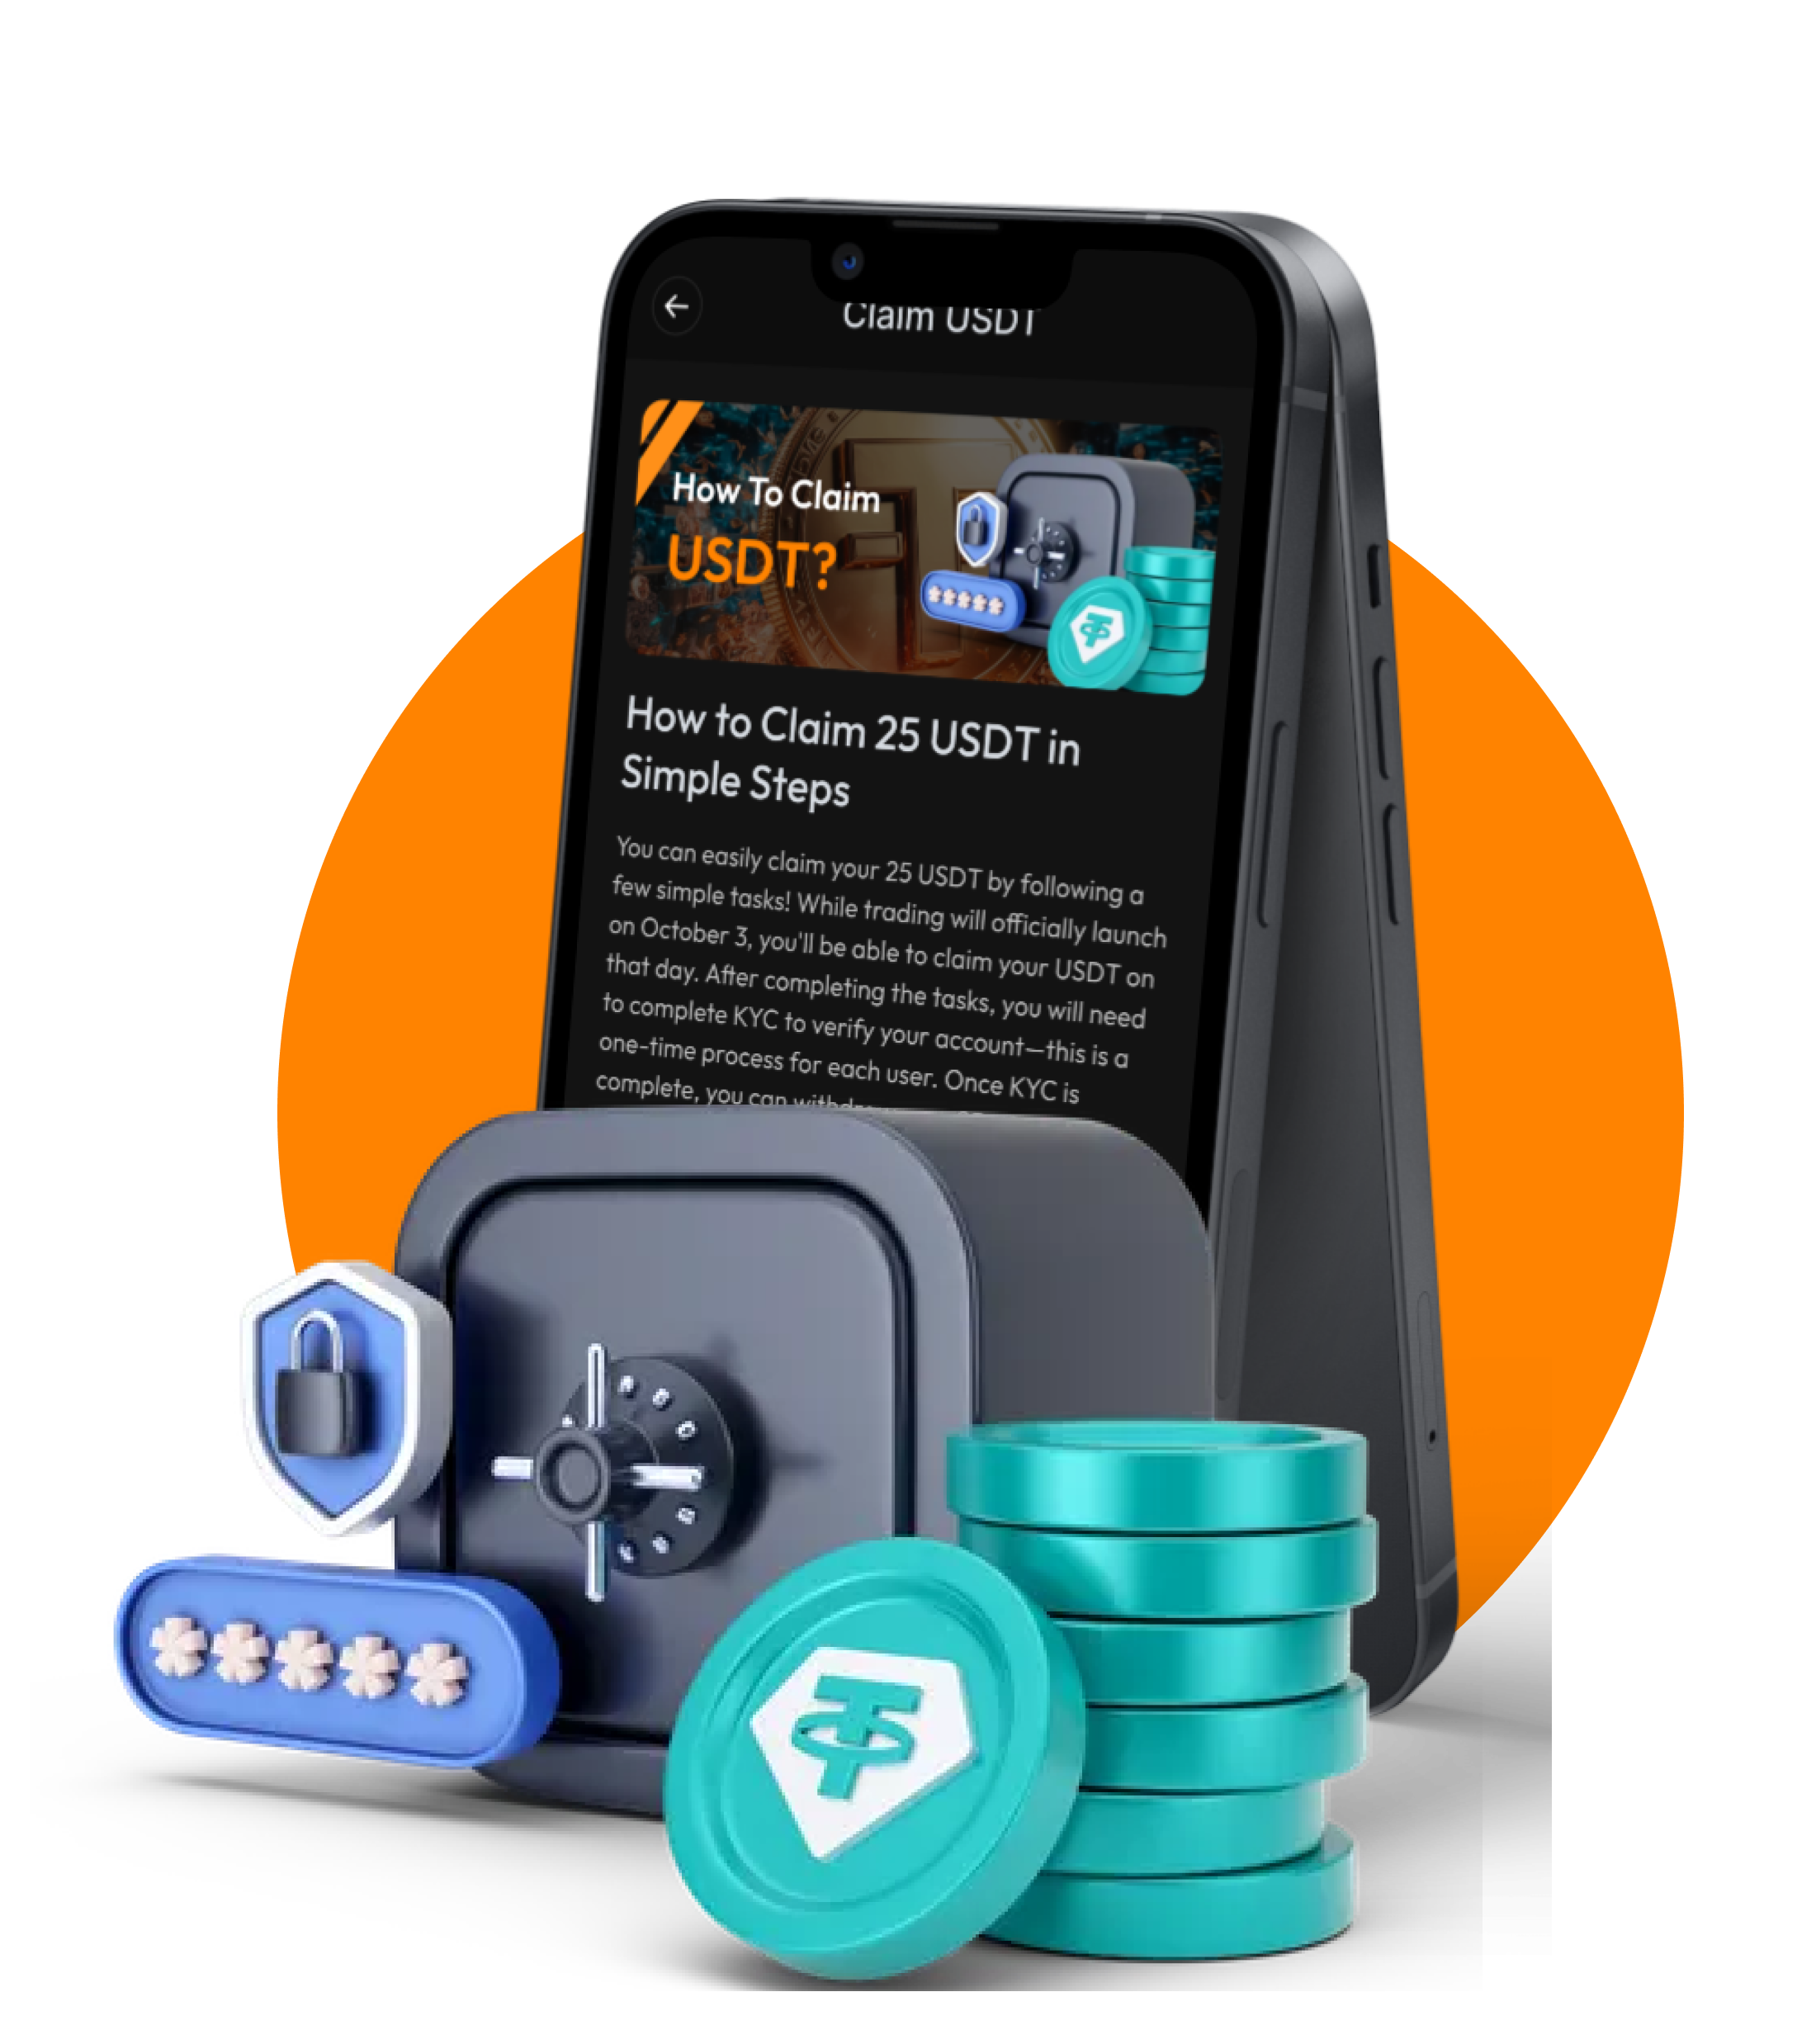 Claim USDT
How To Claim
USDT?
How to Claim 25 USDT in
Simple Steps
You can easily claim your 25 USDT by following a
few simple tasks! While trading will officially launch
on October 3, you'll be able to claim your USDT on
that day. After completing the tasks, you will need
to complete KYC to verify your account—this is a
one-time process for each user. Once KYC is
complete, you can
*****
*****